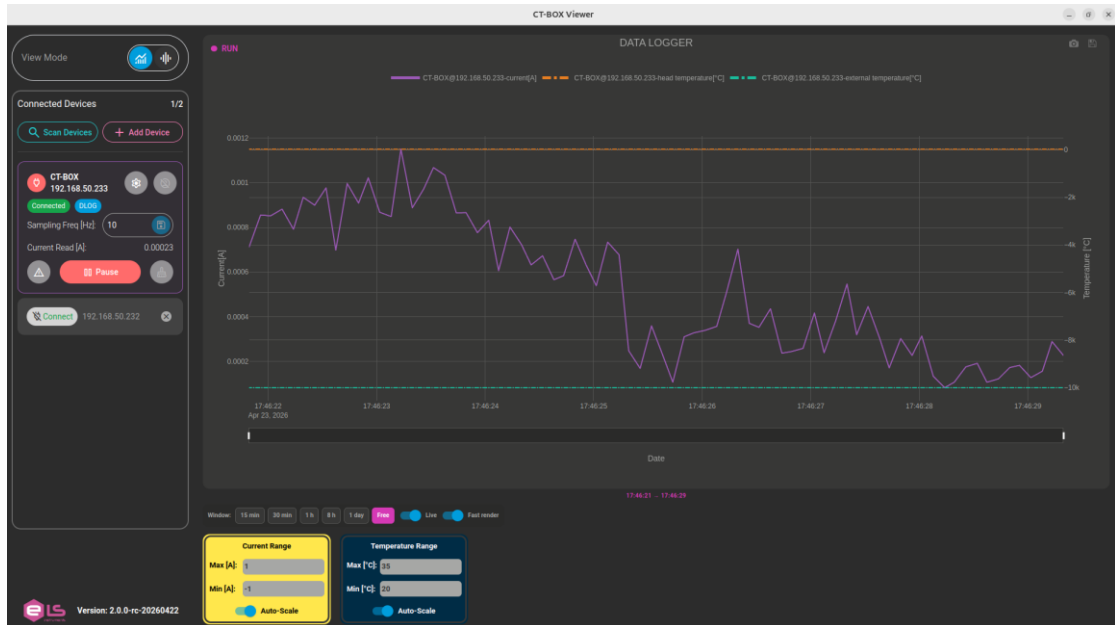 CT-BOX Viewer
View Mode
Connected Devices 1/2
Scan Devices + Add Device
CT-BOX
192.168.50.233
Connected DLOG
Sampling Freq [Hz]: 10
Current Read [A]: 0.00023
Pause
Connect 192.168.50.232
eLS
Version: 2.0.0-rc-20260422
RUN
DATA LOGGER
CT-BOX@192.168.50.233-current[A] CT-BOX@192.168.50.233-head temperature[°C] CT-BOX@192.168.50.233-external temperature[°C]
0.0012
0.001
0.0008
0.0006
0.0004
0.0002
Current[A]
0
−2k
−4k
−6k
−8k
−10k
Temperature [°C]
17:46:22 17:46:23 17:46:24 17:46:25 17:46:26 17:46:27 17:46:28 17:46:29
Apr 23, 2026
Date
17:46:21 → 17:46:29
Window: 15 min 30 min 1 h 8 h 1 day Free Live Fast render
Current Range
Max [A]: 1
Min [A]: -1
Auto-Scale
Temperature Range
Max [°C]: 35
Min [°C]: 20
Auto-Scale